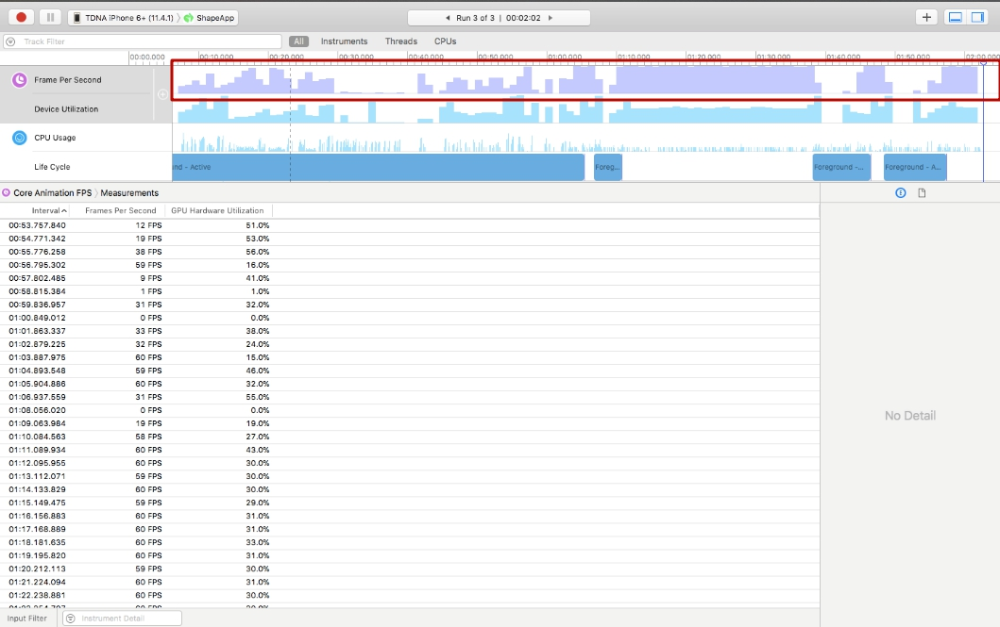 TDNA iPhone 6+ (11.4.1) ShapeApp
Run 3 of 3 | 00:02:02
Track Filter
All Instruments Threads CPUs
00:00.000 00:10.000 00:20.000 00:30.000 00:40.000 00:50.000 01:00.000 01:10.000 01:20.000 01:30.000 01:40.000 01:50.000 02:00.000
Frame Per Second
Device Utilization
CPU Usage
Life Cycle
nd - Active
Foreg...
Foreground -...
Foreground - A...
Core Animation FPS Measurements
Interval Frames Per Second GPU Hardware Utilization
00:53.757.840 12 FPS 51.0%
00:54.771.342 19 FPS 53.0%
00:55.776.258 38 FPS 56.0%
00:56.795.302 59 FPS 16.0%
00:57.802.485 9 FPS 41.0%
00:58.815.384 1 FPS 1.0%
00:59.836.957 31 FPS 32.0%
01:00.849.012 0 FPS 0.0%
01:01.863.337 33 FPS 38.0%
01:02.879.225 32 FPS 24.0%
01:03.887.975 60 FPS 15.0%
01:04.893.548 59 FPS 46.0%
01:05.904.886 60 FPS 32.0%
01:06.937.559 31 FPS 55.0%
01:08.056.020 0 FPS 0.0%
01:09.063.984 19 FPS 19.0%
01:10.084.563 58 FPS 27.0%
01:11.089.934 60 FPS 43.0%
01:12.095.955 60 FPS 30.0%
01:13.112.071 59 FPS 30.0%
01:14.133.829 60 FPS 30.0%
01:15.149.475 59 FPS 29.0%
01:16.156.883 60 FPS 31.0%
01:17.168.889 60 FPS 31.0%
01:18.181.635 60 FPS 33.0%
01:19.195.820 60 FPS 31.0%
01:20.212.113 59 FPS 30.0%
01:21.224.094 60 FPS 31.0%
01:22.238.881 60 FPS 30.0%
No Detail
Input Filter Instrument Detail